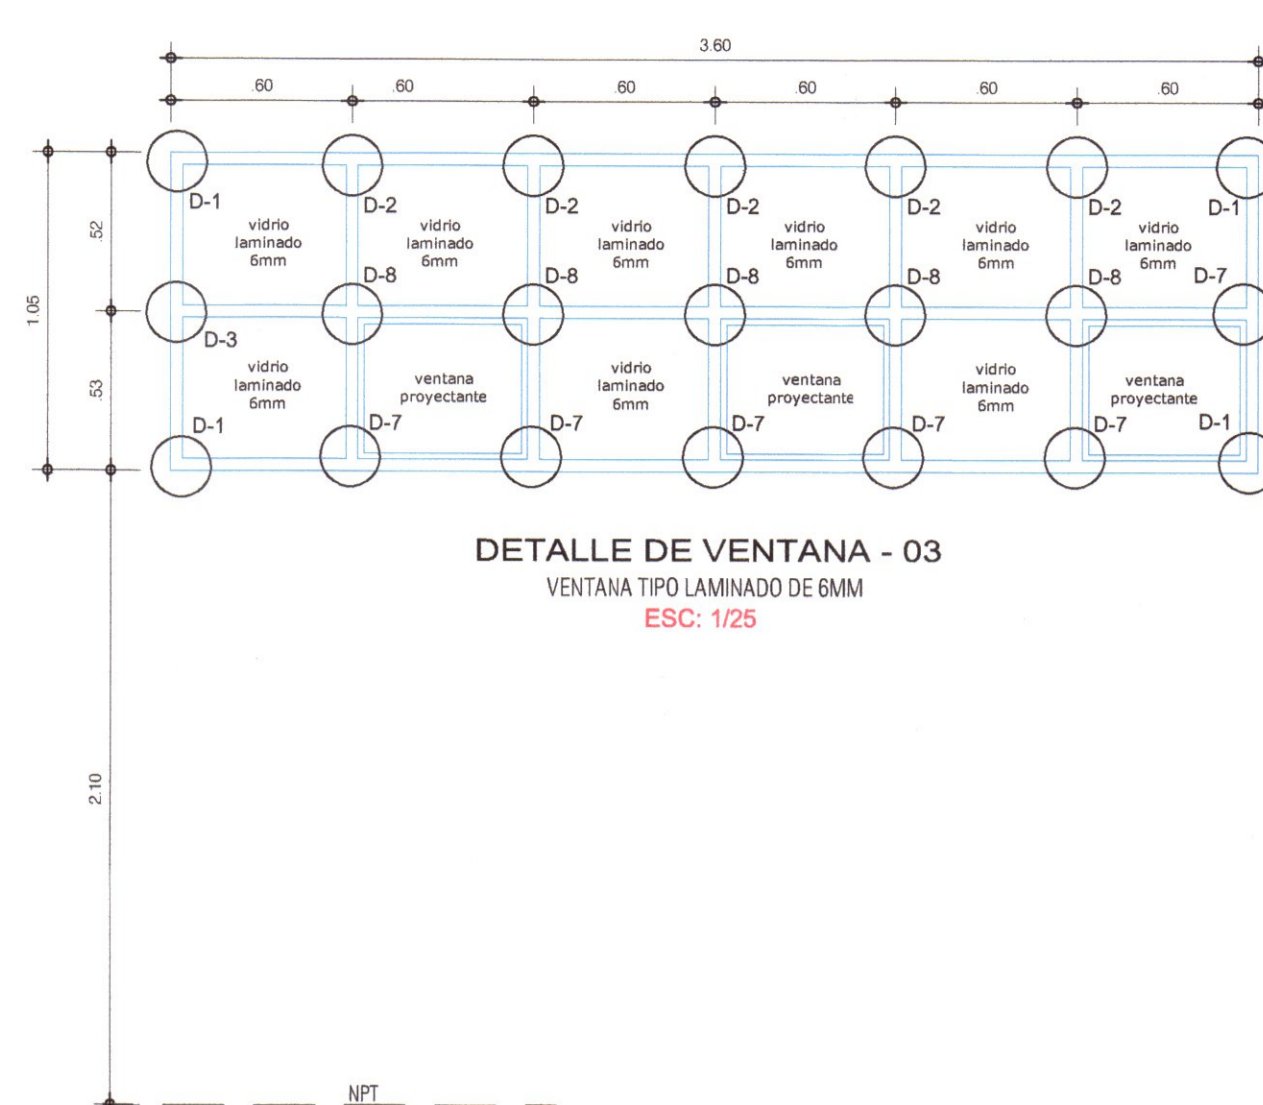 3.60
.60 .60 .60 .60 .60 .60
D-1 D-2 D-2 D-2 D-2 D-2 D-1
.52
vidrio
laminado
6mm
vidrio
laminado
6mm
vidrio
laminado
6mm
vidrio
laminado
6mm
vidrio
laminado
6mm
vidrio
laminado
6mm
D-8 D-8 D-8 D-8 D-8 D-7
1.05
D-3
.53
vidrio
laminado
6mm
ventana
proyectante
vidrio
laminado
6mm
ventana
proyectante
vidrio
laminado
6mm
ventana
proyectante
D-1 D-7 D-7 D-7 D-7 D-7 D-1
DETALLE DE VENTANA - 03
VENTANA TIPO LAMINADO DE 6MM
ESC: 1/25
2.10
NPT